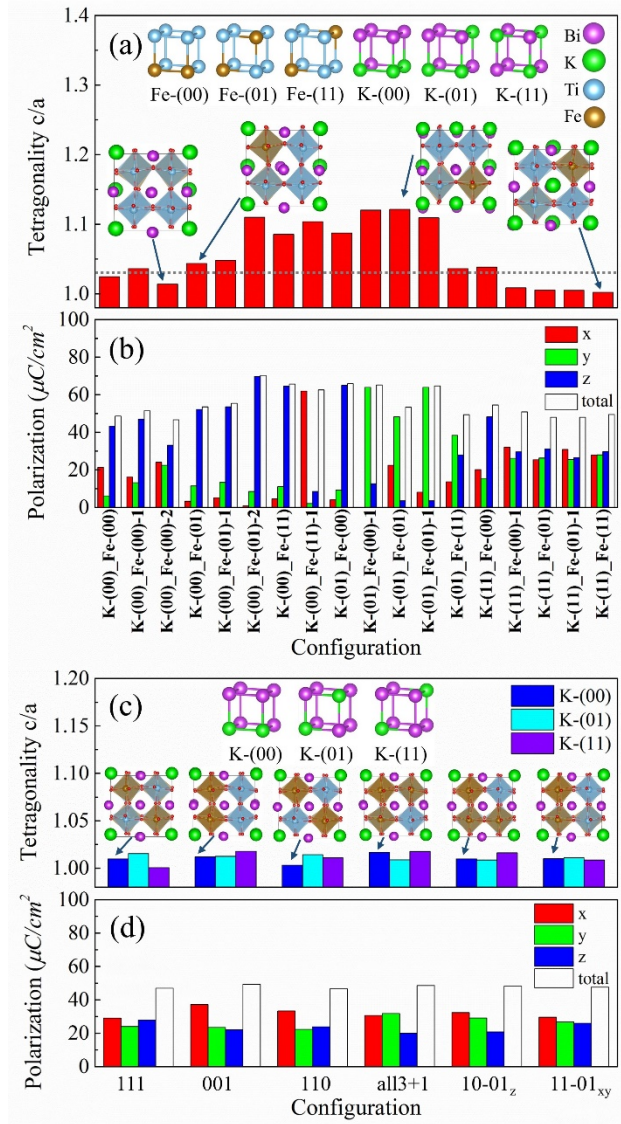 (a)
Bi
K
Ti
Fe
Fe-(00) Fe-(01) Fe-(11) K-(00) K-(01) K-(11)
Tetragonality c/a
1.4
1.3
1.2
1.1
1.0
(b)
x
y
z
total
Polarization (μC/cm²)
100
80
60
40
20
0
K-(00)_Fe-(00)
K-(00)_Fe-(00)-1
K-(00)_Fe-(00)-2
K-(00)_Fe-(01)
K-(00)_Fe-(01)-1
K-(00)_Fe-(01)-2
K-(00)_Fe-(11)
K-(00)_Fe-(11)-1
K-(01)_Fe-(00)
K-(01)_Fe-(00)-1
K-(01)_Fe-(01)
K-(01)_Fe-(01)-1
K-(01)_Fe-(11)
K-(11)_Fe-(00)
K-(11)_Fe-(00)-1
K-(11)_Fe-(01)
K-(11)_Fe-(01)-1
K-(11)_Fe-(11)
Configuration
(c)
K-(00)
K-(01)
K-(11)
K-(00) K-(01) K-(11)
Tetragonality c/a
1.20
1.15
1.10
1.05
1.00
(d)
x
y
z
total
Polarization (μC/cm²)
100
80
60
40
20
0
111 001 110 all3+1 10-01z 11-01xy
Configuration